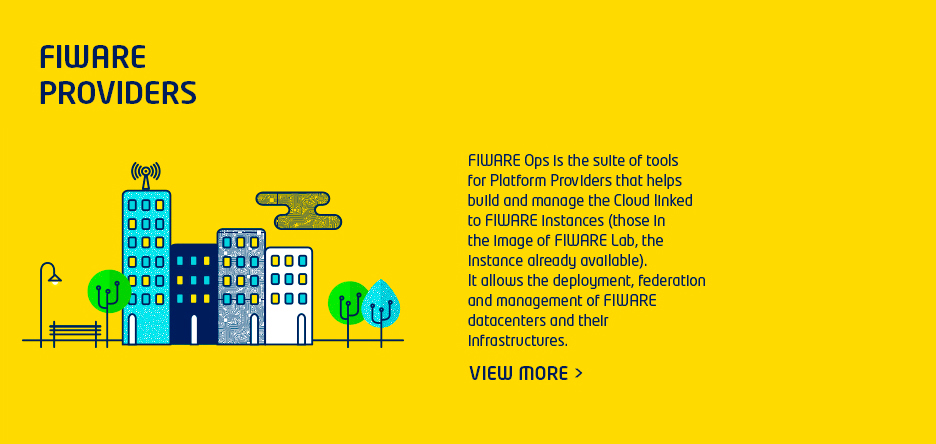 FIWARE
PROVIDERS
FIWARE Ops is the suite of tools
for Platform Providers that helps
build and manage the Cloud linked
to FIWARE Instances (those in
the image of FIWARE Lab, the
instance already available).
It allows the deployment, federation
and management of FIWARE
datacenters and their
infrastructures.
VIEW MORE >